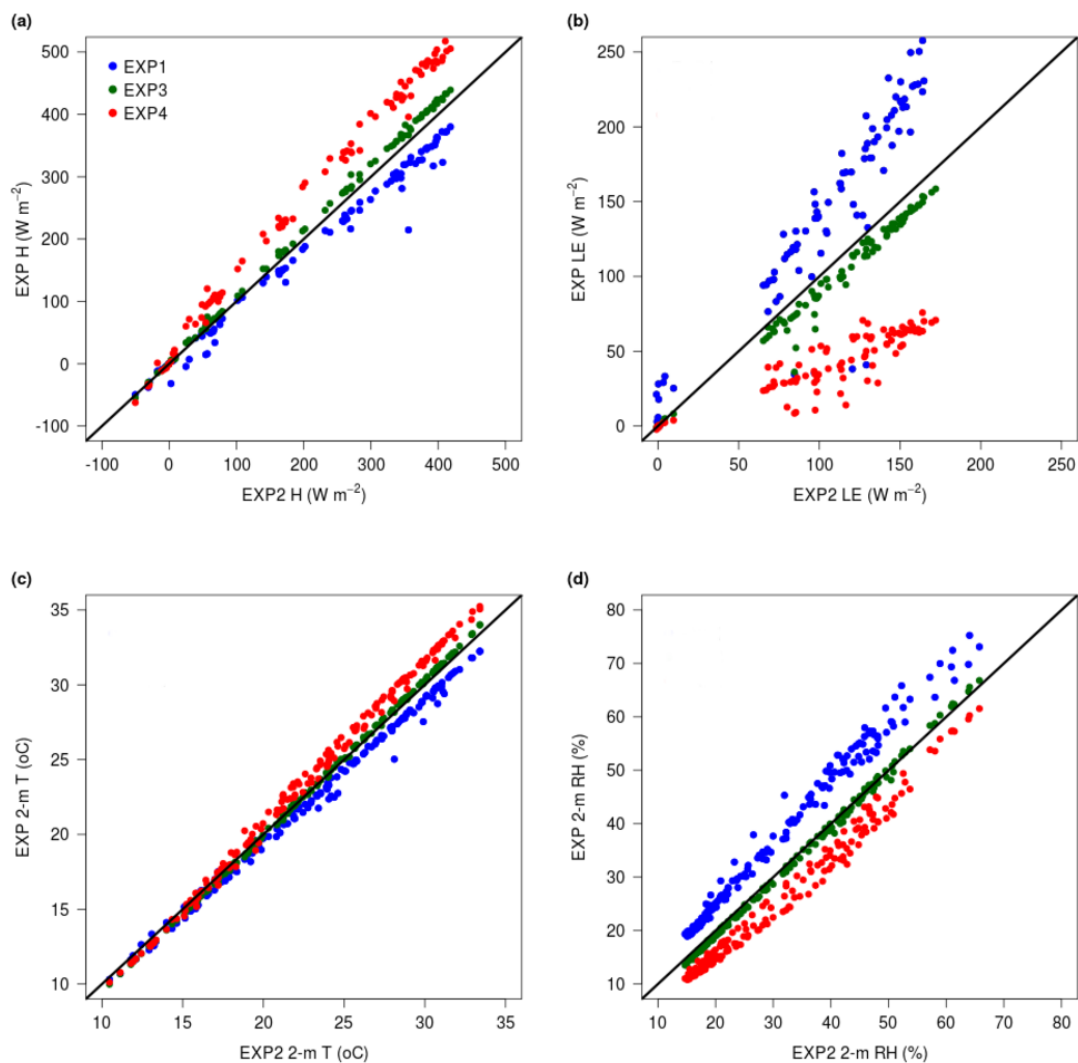 (a)
500
400
300
200
100
0
-100
EXP H (W m−2)
EXP1
EXP3
EXP4
-100 0 100 200 300 400 500
EXP2 H (W m−2)
(b)
250
200
150
100
50
0
EXP LE (W m−2)
0 50 100 150 200 250
EXP2 LE (W m−2)
(c)
35
30
25
20
15
10
EXP 2-m T (oC)
10 15 20 25 30 35
EXP2 2-m T (oC)
(d)
80
70
60
50
40
30
20
10
EXP 2-m RH (%)
10 20 30 40 50 60 70 80
EXP2 2-m RH (%)